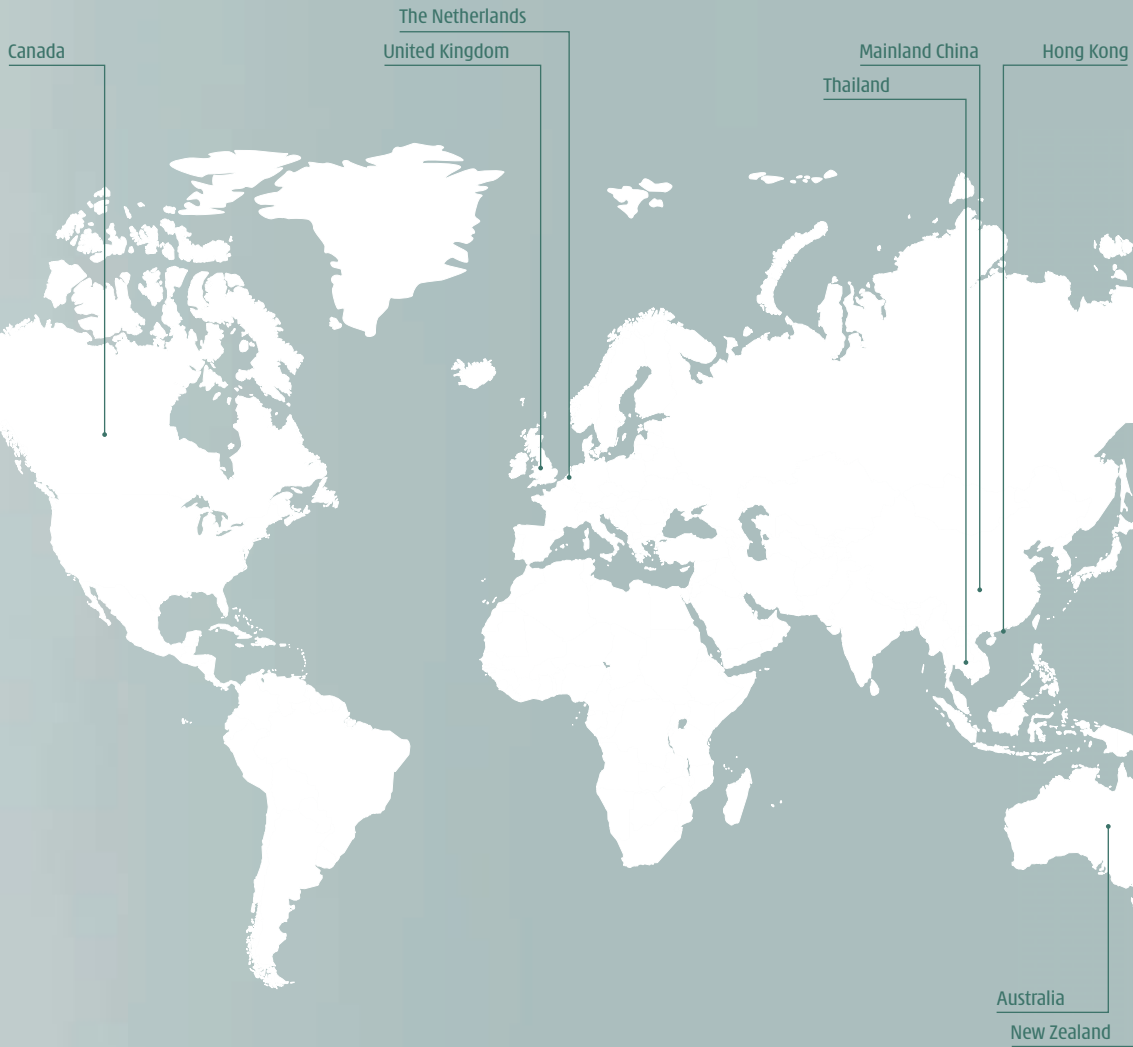 The Netherlands
Canada
United Kingdom
Mainland China
Hong Kong
Thailand
Australia
New Zealand